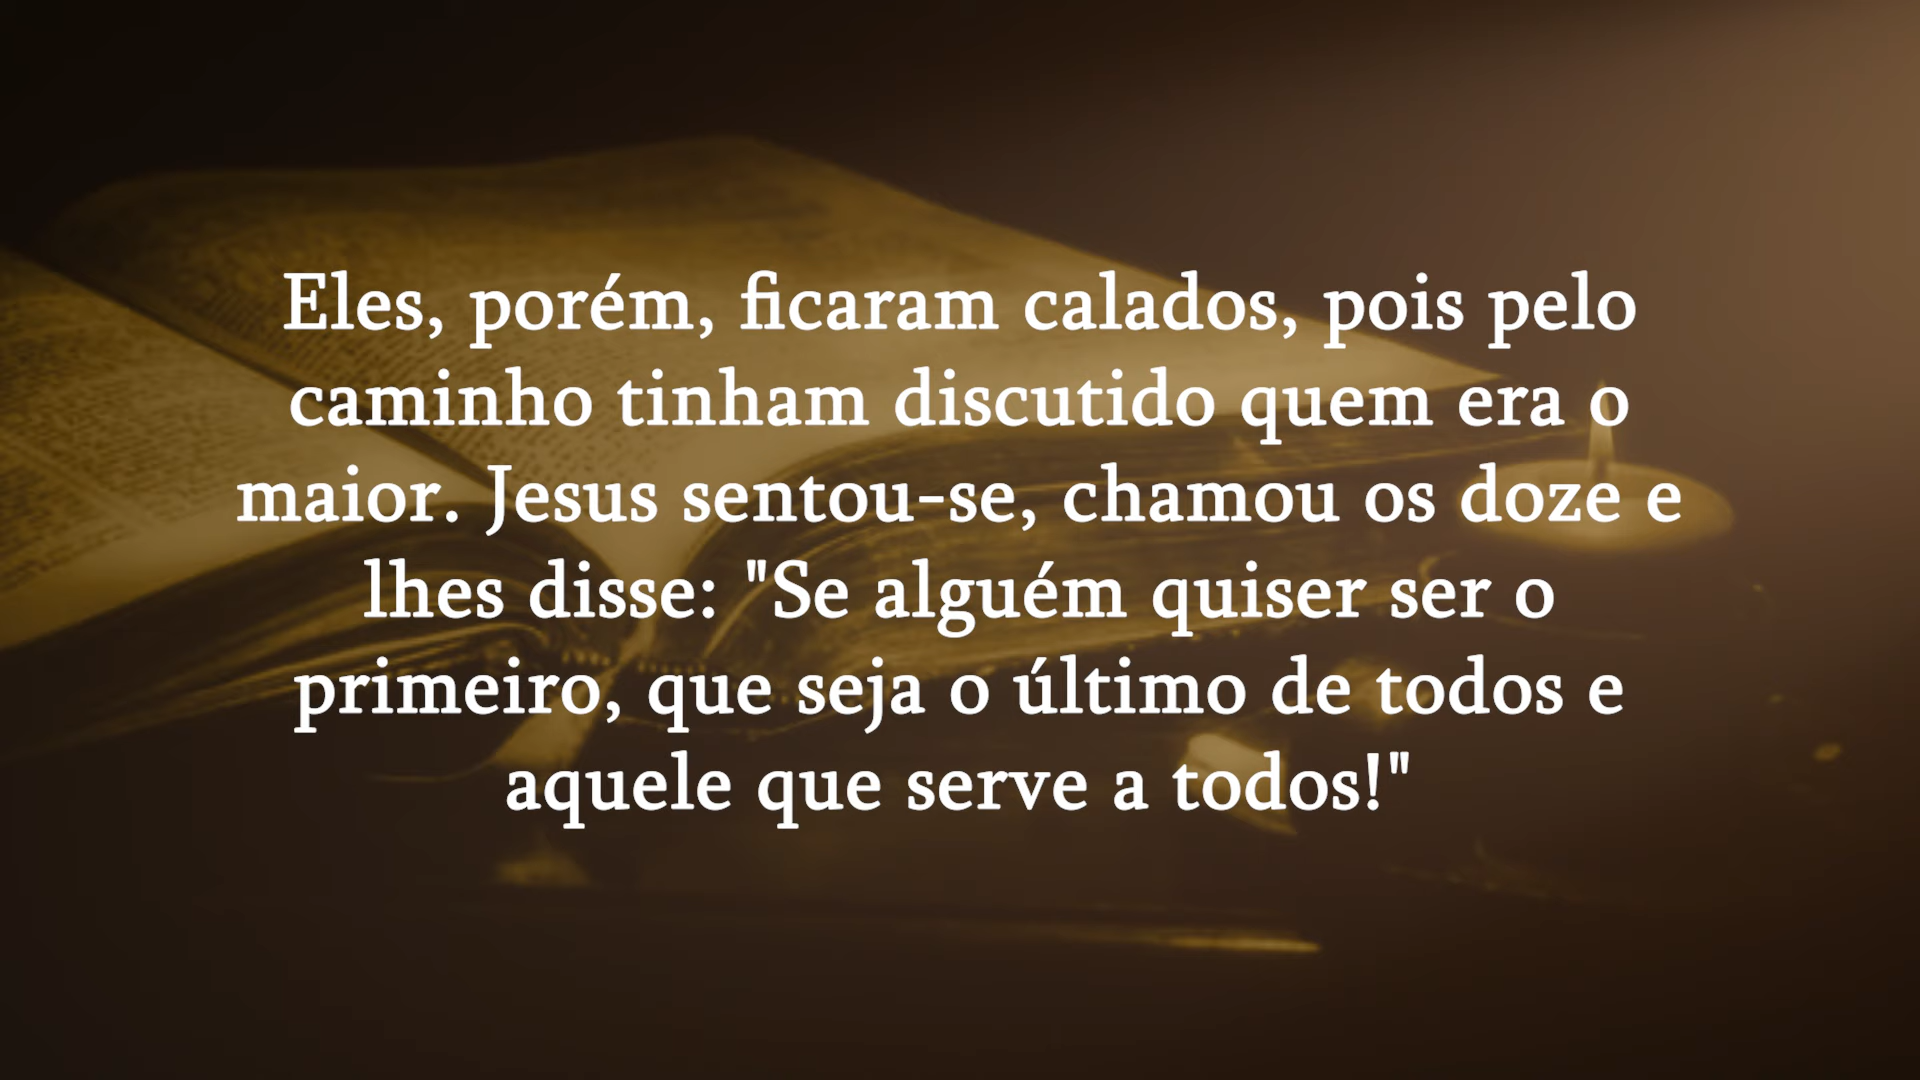 Eles, porém, ficaram calados, pois pelo
caminho tinham discutido quem era o
maior. Jesus sentou-se, chamou os doze e
lhes disse: "Se alguém quiser ser o
primeiro, que seja o último de todos e
aquele que serve a todos!"